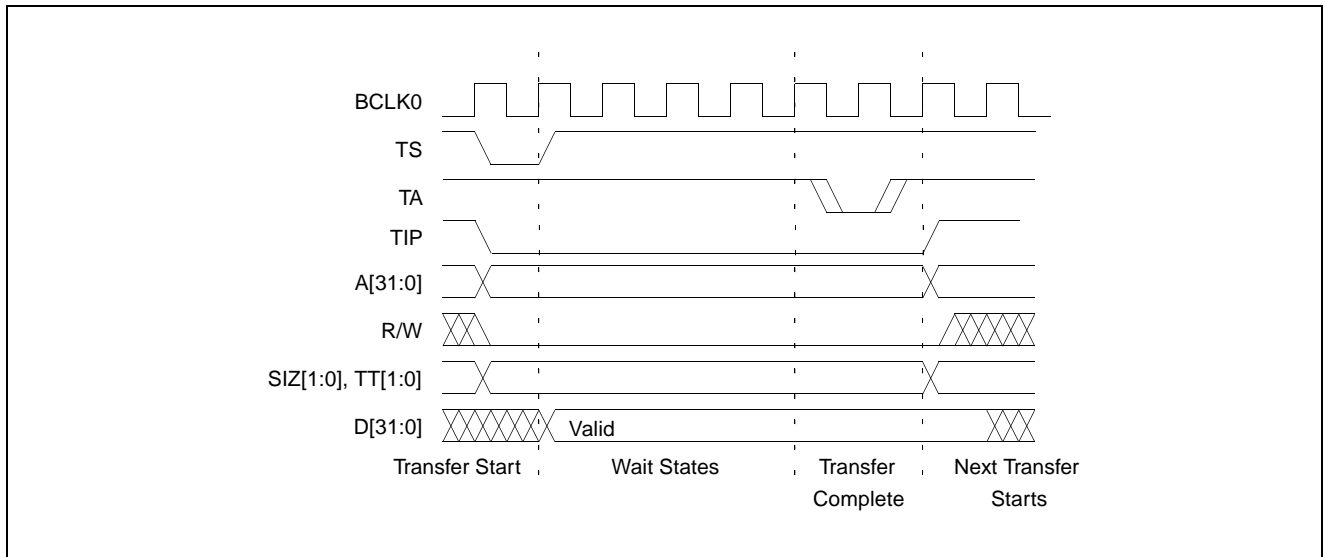 BCLK0
TS
TA
TIP
A[31:0]
R/W
SIZ[1:0], TT[1:0]
D[31:0]
Valid
Transfer Start
Wait States
Transfer
Complete
Next Transfer
Starts